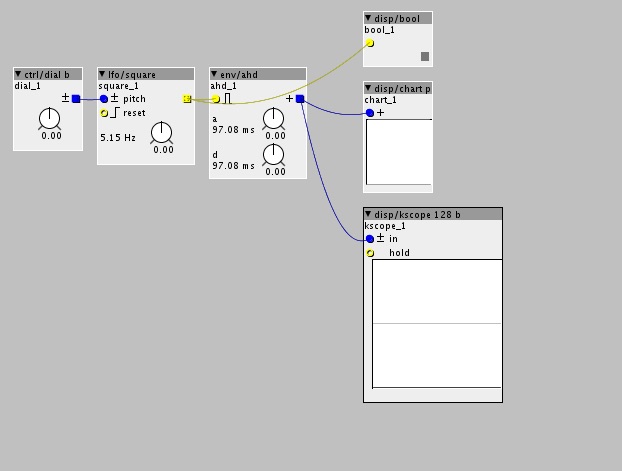 ctrl/dial b
dial_1
±
0.00
lfo/square
square_1
± pitch
reset
5.15 Hz
0.00
env/ahd
ahd_1
+
a
97.08 ms
0.00
d
97.08 ms
0.00
disp/bool
bool_1
disp/chart p
chart_1
+
disp/kscope 128 b
kscope_1
± in
hold